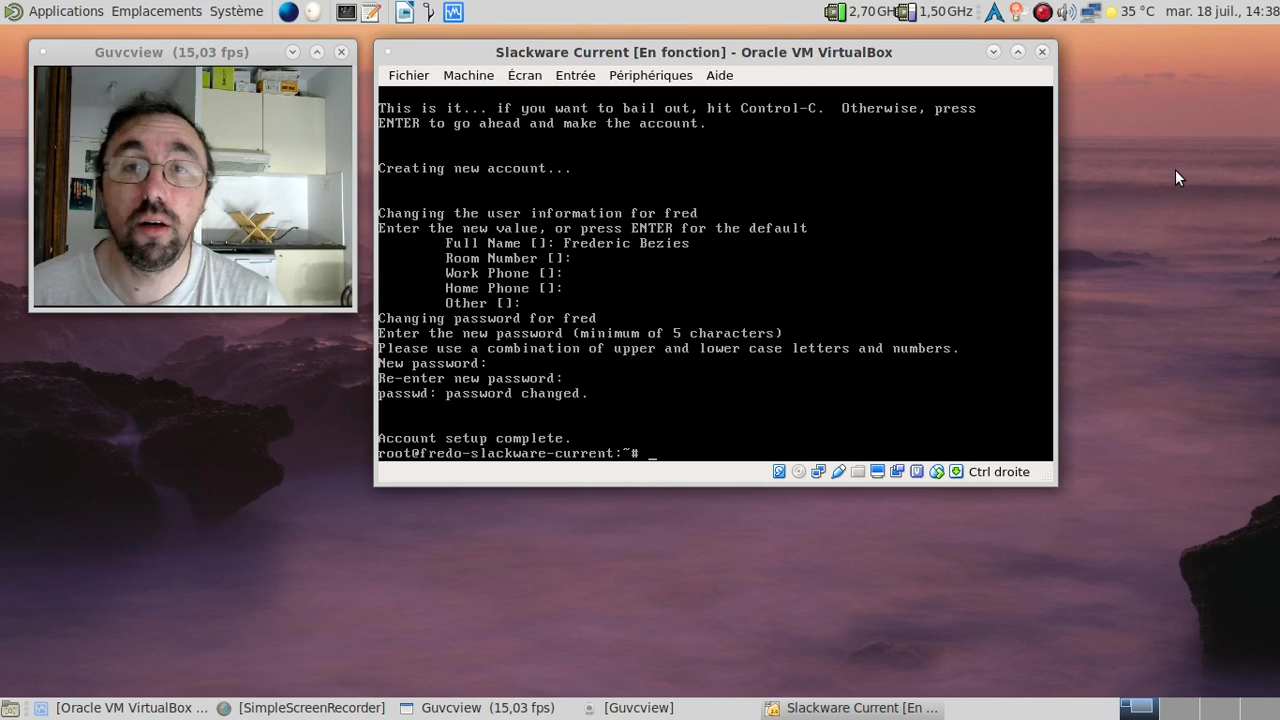 Applications Emplacements Système
2,70 GH 1,50 GHZ 35 °C mar. 18 juil., 14:38
Guvcview (15,03 fps)
Slackware Current [En fonction] - Oracle VM VirtualBox
Fichier Machine Écran Entrée Périphériques Aide
This is it... if you want to bail out, hit Control-C. Otherwise, press
ENTER to go ahead and make the account.
Creating new account...
Changing the user information for fred
Enter the new value, or press ENTER for the default
Full Name []: Frederic Bezies
Room Number []:
Work Phone []:
Home Phone []:
Other []:
Changing password for fred
Enter the new password (minimum of 5 characters)
Please use a combination of upper and lower case letters and numbers.
New password:
Re-enter new password:
passwd: password changed.
Account setup complete.
root@fredo-slackware-current:~# _
Ctrl droite
[Oracle VM VirtualBox ... [SimpleScreenRecorder] Guvcview (15,03 fps) [Guvcview] Slackware Current [En ...